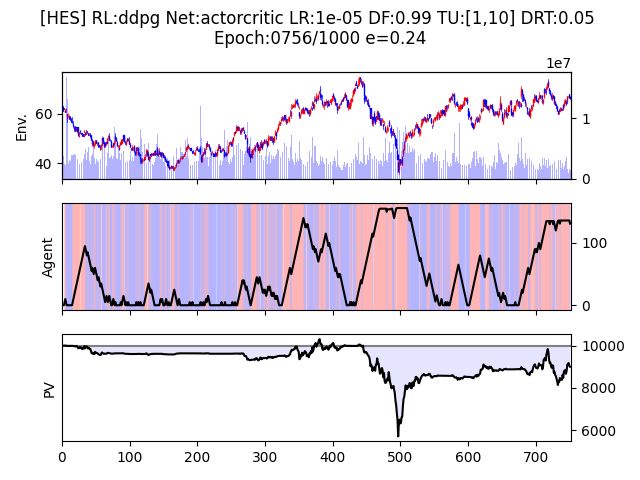 [HES] RL:ddpg Net:actorcritic LR:1e-05 DF:0.99 TU:[1,10] DRT:0.05
Epoch:0756/1000 e=0.24
1e7
Env.
60
40
1
0
Agent
100
0
PV
10000
8000
6000
0 100 200 300 400 500 600 700